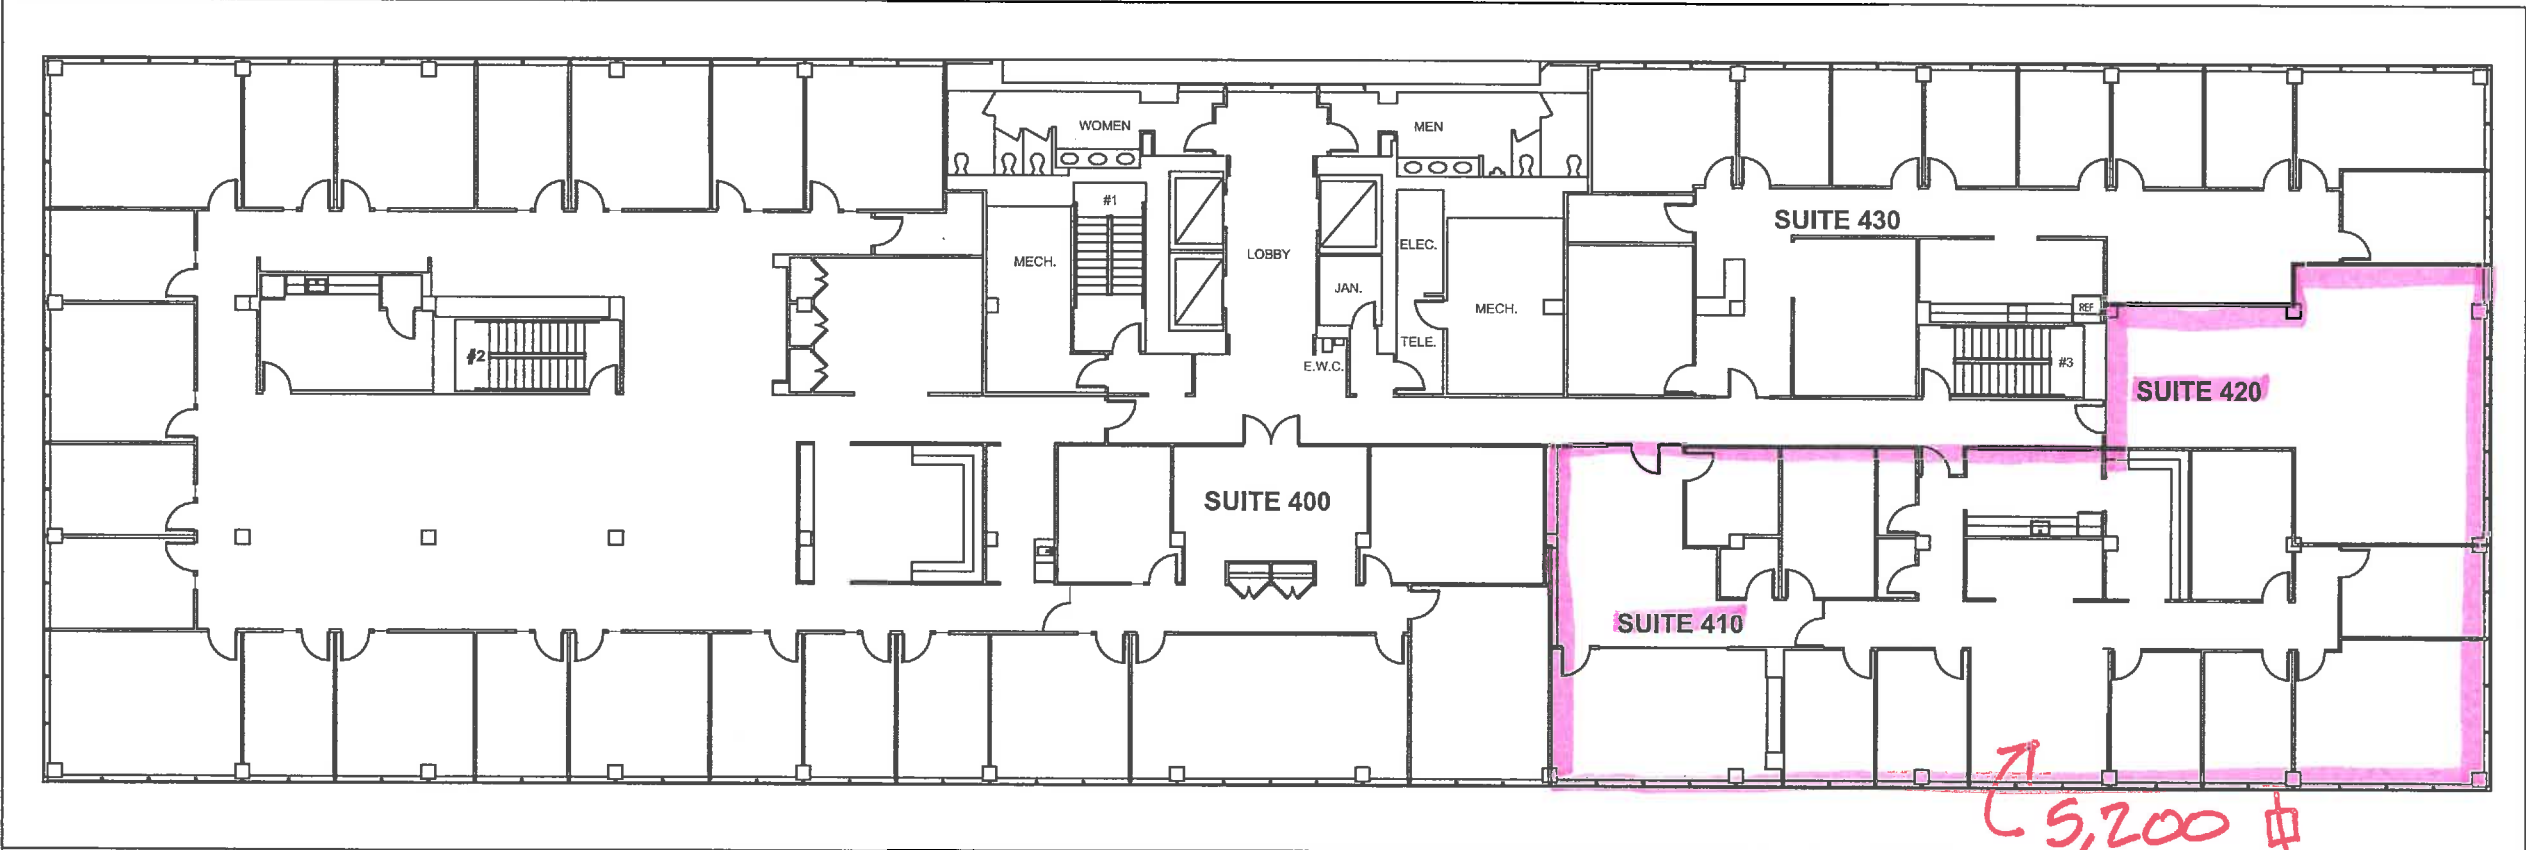 WOMEN
MEN
#1
SUITE 430
ELEC.
LOBBY
MECH.
JAN.
MECH.
REF
TELE.
#2
E.W.C.
#3
SUITE 420
SUITE 400
SUITE 410
5,200